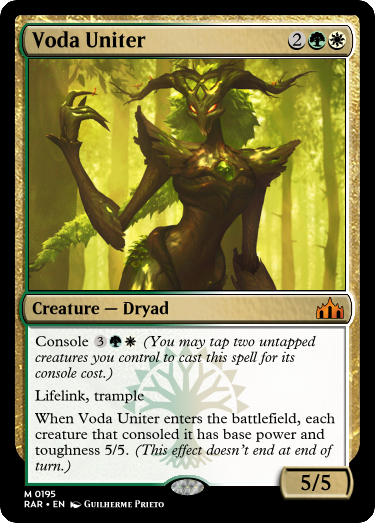 Voda Uniter 2
Creature — Dryad
Console 3 (You may tap two untapped
creatures you control to cast this spell for its
console cost.)
Lifelink, trample
When Voda Uniter enters the battlefield, each
creature that consoled it has base power and
toughness 5/5. (This effect doesn't end at end of
turn.)
5/5
M 0195
RAR • EN Guilherme Prieto